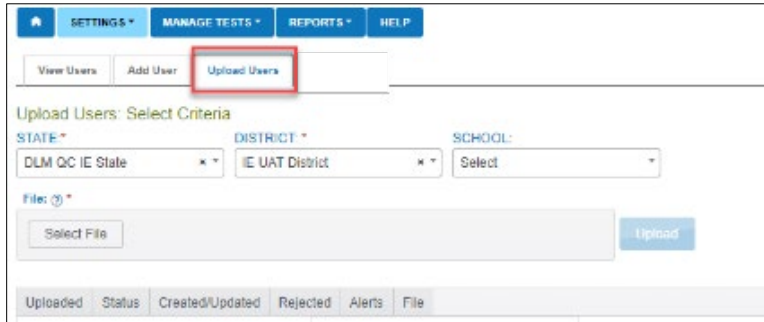 SETTINGS MANAGE TESTS REPORTS HELP
View Users Add User Upload Users
Upload Users: Select Criteria
STATE:* DISTRICT: * SCHOOL:
DLM QC IE State × IE UAT District × Select
File: ? *
Select File Upload
Uploaded Status Created/Updated Rejected Alerts File